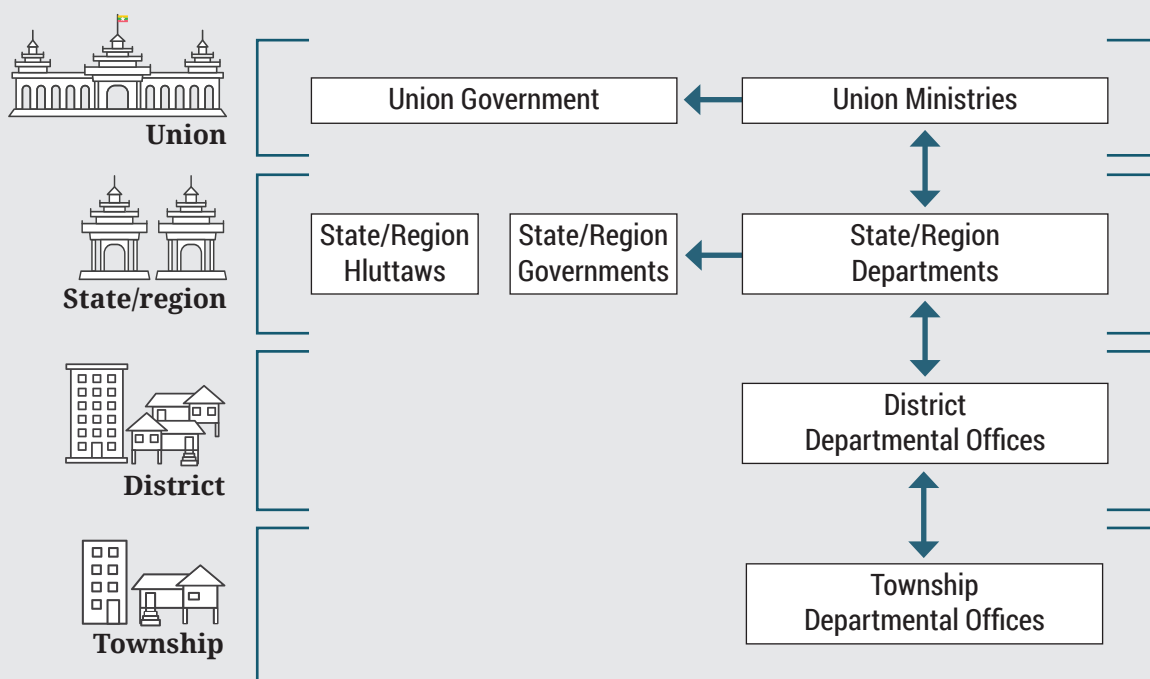 Union
Union Government
Union Ministries
State/region
State/Region
Hluttaws
State/Region
Governments
State/Region
Departments
District
District
Departmental Offices
Township
Township
Departmental Offices